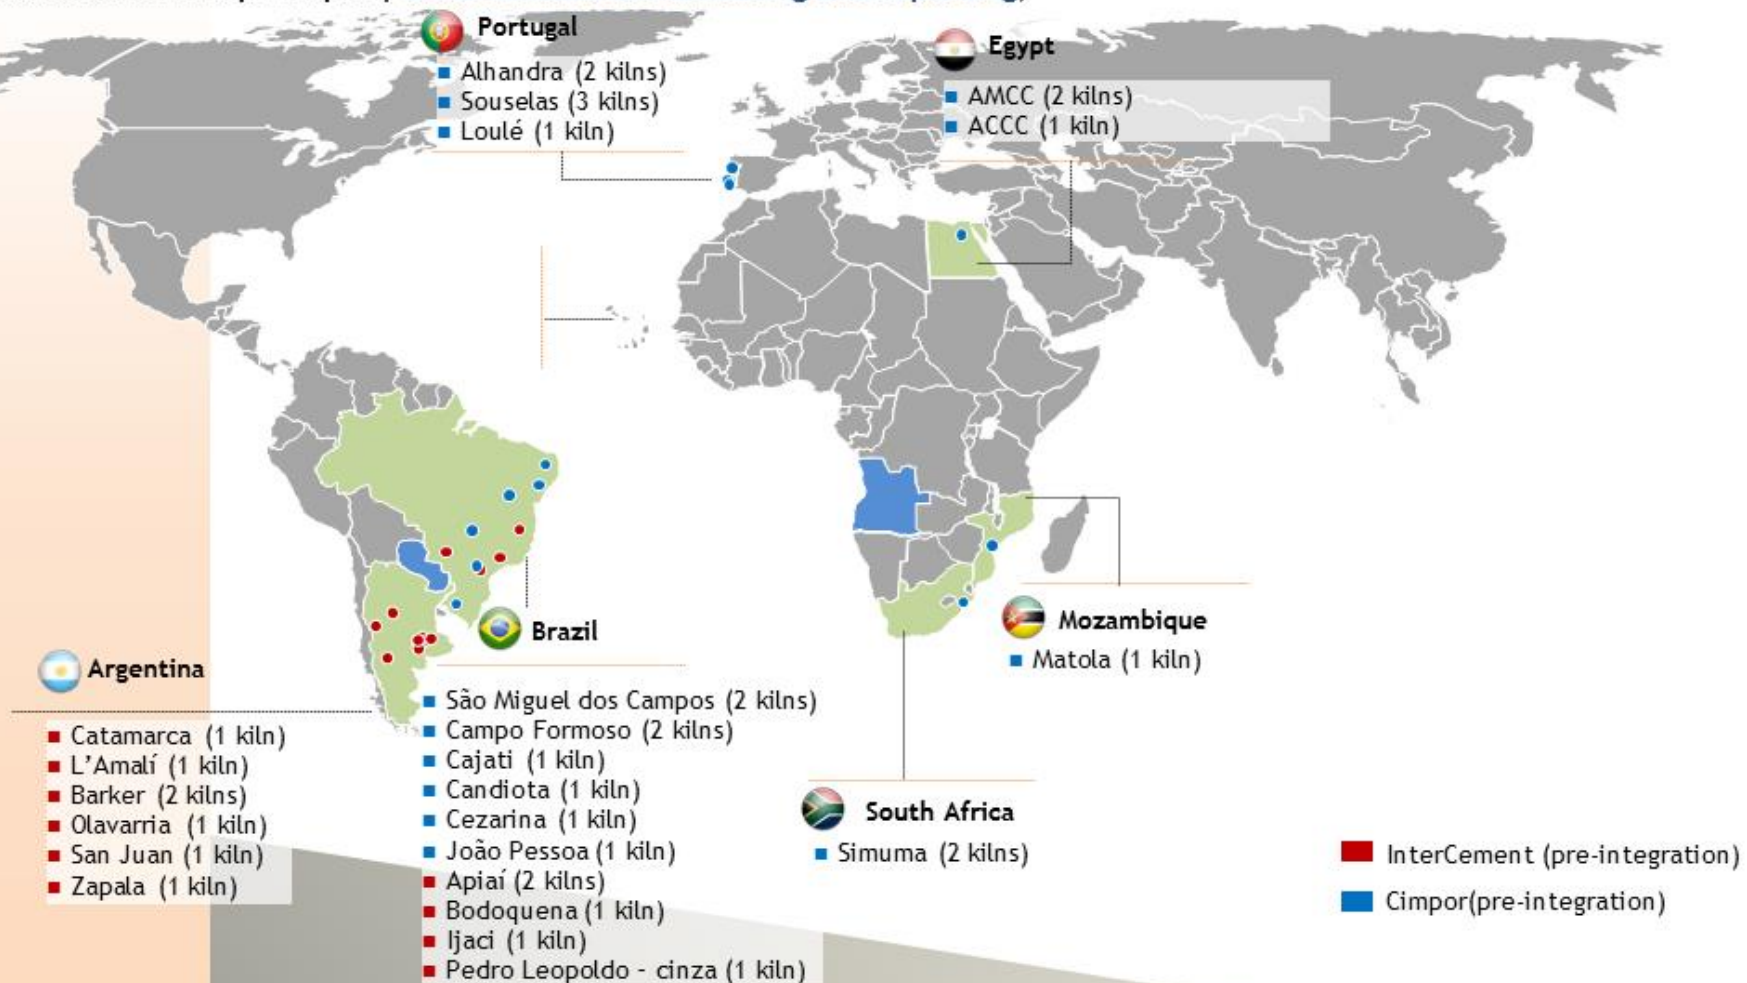 Portugal
Alhandra (2 kilns)
Souselas (3 kilns)
Loulé (1 kiln)
Egypt
AMCC (2 kilns)
ACCC (1 kiln)
Brazil
São Miguel dos Campos (2 kilns)
Campo Formoso (2 kilns)
Cajati (1 kiln)
Candiota (1 kiln)
Cezarina (1 kiln)
João Pessoa (1 kiln)
Apiaí (2 kilns)
Bodoquena (1 kiln)
Ijaci (1 kiln)
Pedro Leopoldo - cinza (1 kiln)
Argentina
Catamarca (1 kiln)
L'Amalí (1 kiln)
Barker (2 kilns)
Olavarria (1 kiln)
San Juan (1 kiln)
Zapala (1 kiln)
Mozambique
Matola (1 kiln)
South Africa
Simuma (2 kilns)
InterCement (pre-integration)
Cimpor(pre-integration)